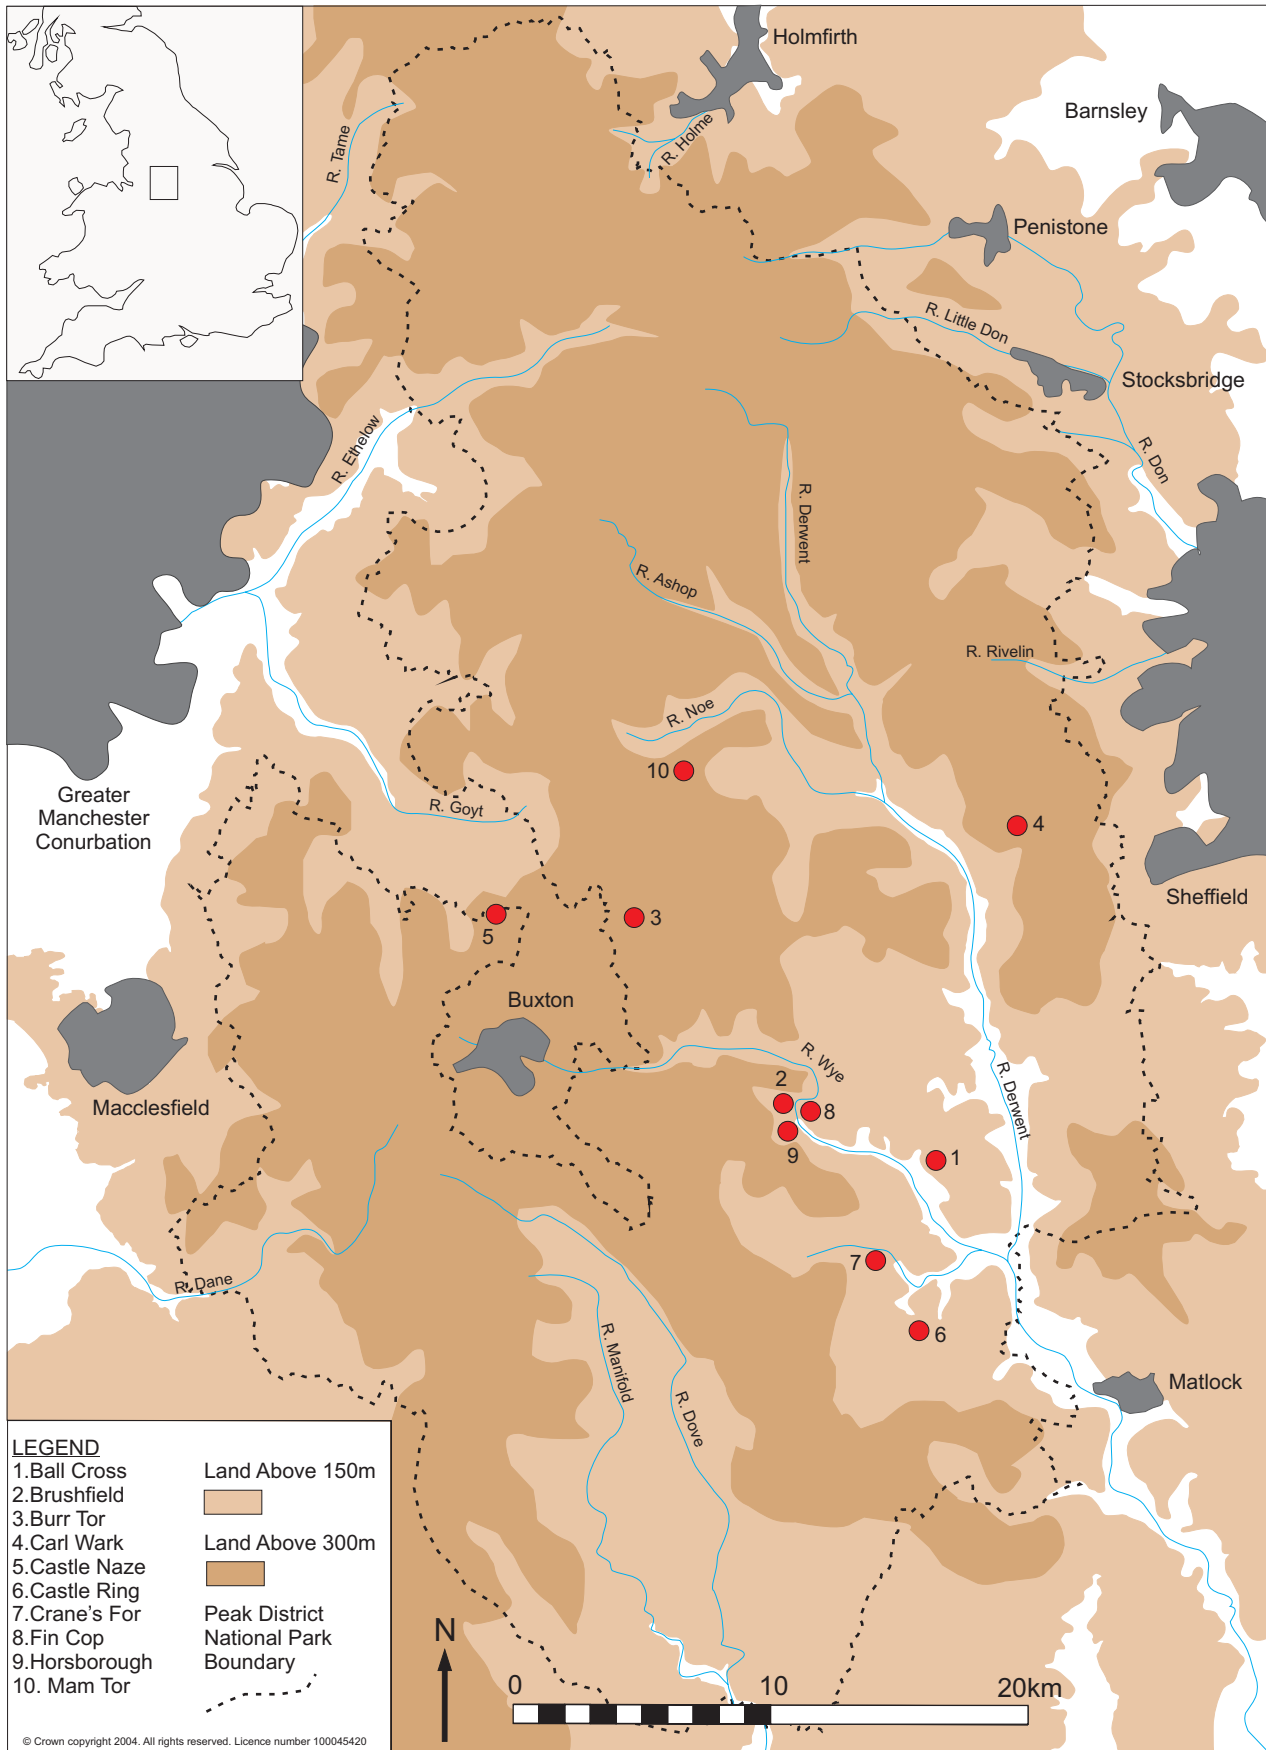 Holmfirth
Barnsley
R. Tame
R. Holme
Penistone
R. Little Don
Stocksbridge
R. Ethelow
R. Don
R. Derwent
R. Ashop
R. Rivelin
R. Noe
10
Greater
Manchester
Conurbation
R. Goyt
4
Sheffield
5
3
Buxton
R. Wye
2
8
Macclesfield
R. Derwent
9
1
7
R. Dane
6
R. Manifold
R. Dove
Matlock
LEGEND
1.Ball Cross
2.Brushfield
3.Burr Tor
4.Carl Wark
5.Castle Naze
6.Castle Ring
7.Crane's For
8.Fin Cop
9.Horsborough
10. Mam Tor
Land Above 150m
Land Above 300m
Peak District
National Park
Boundary
© Crown copyright 2004. All rights reserved. Licence number 100045420
N
0 10 20km